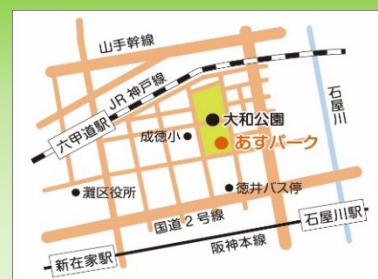 山手幹線
JR神戸線
六甲道駅
石屋川
大和公園
成徳小
あすパーク
灘区役所
徳井バス停
国道2号線
石屋川駅
新在家駅
阪神本線